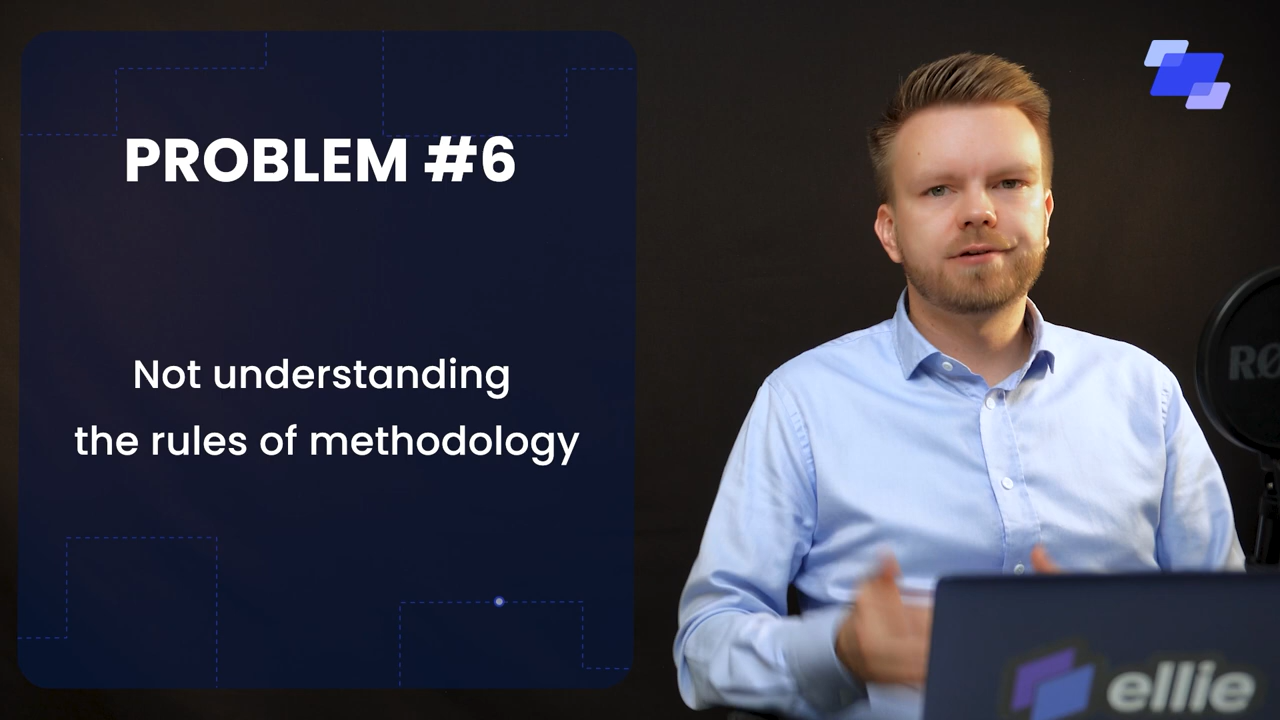 PROBLEM #6
Not understanding
the rules of methodology
ellie